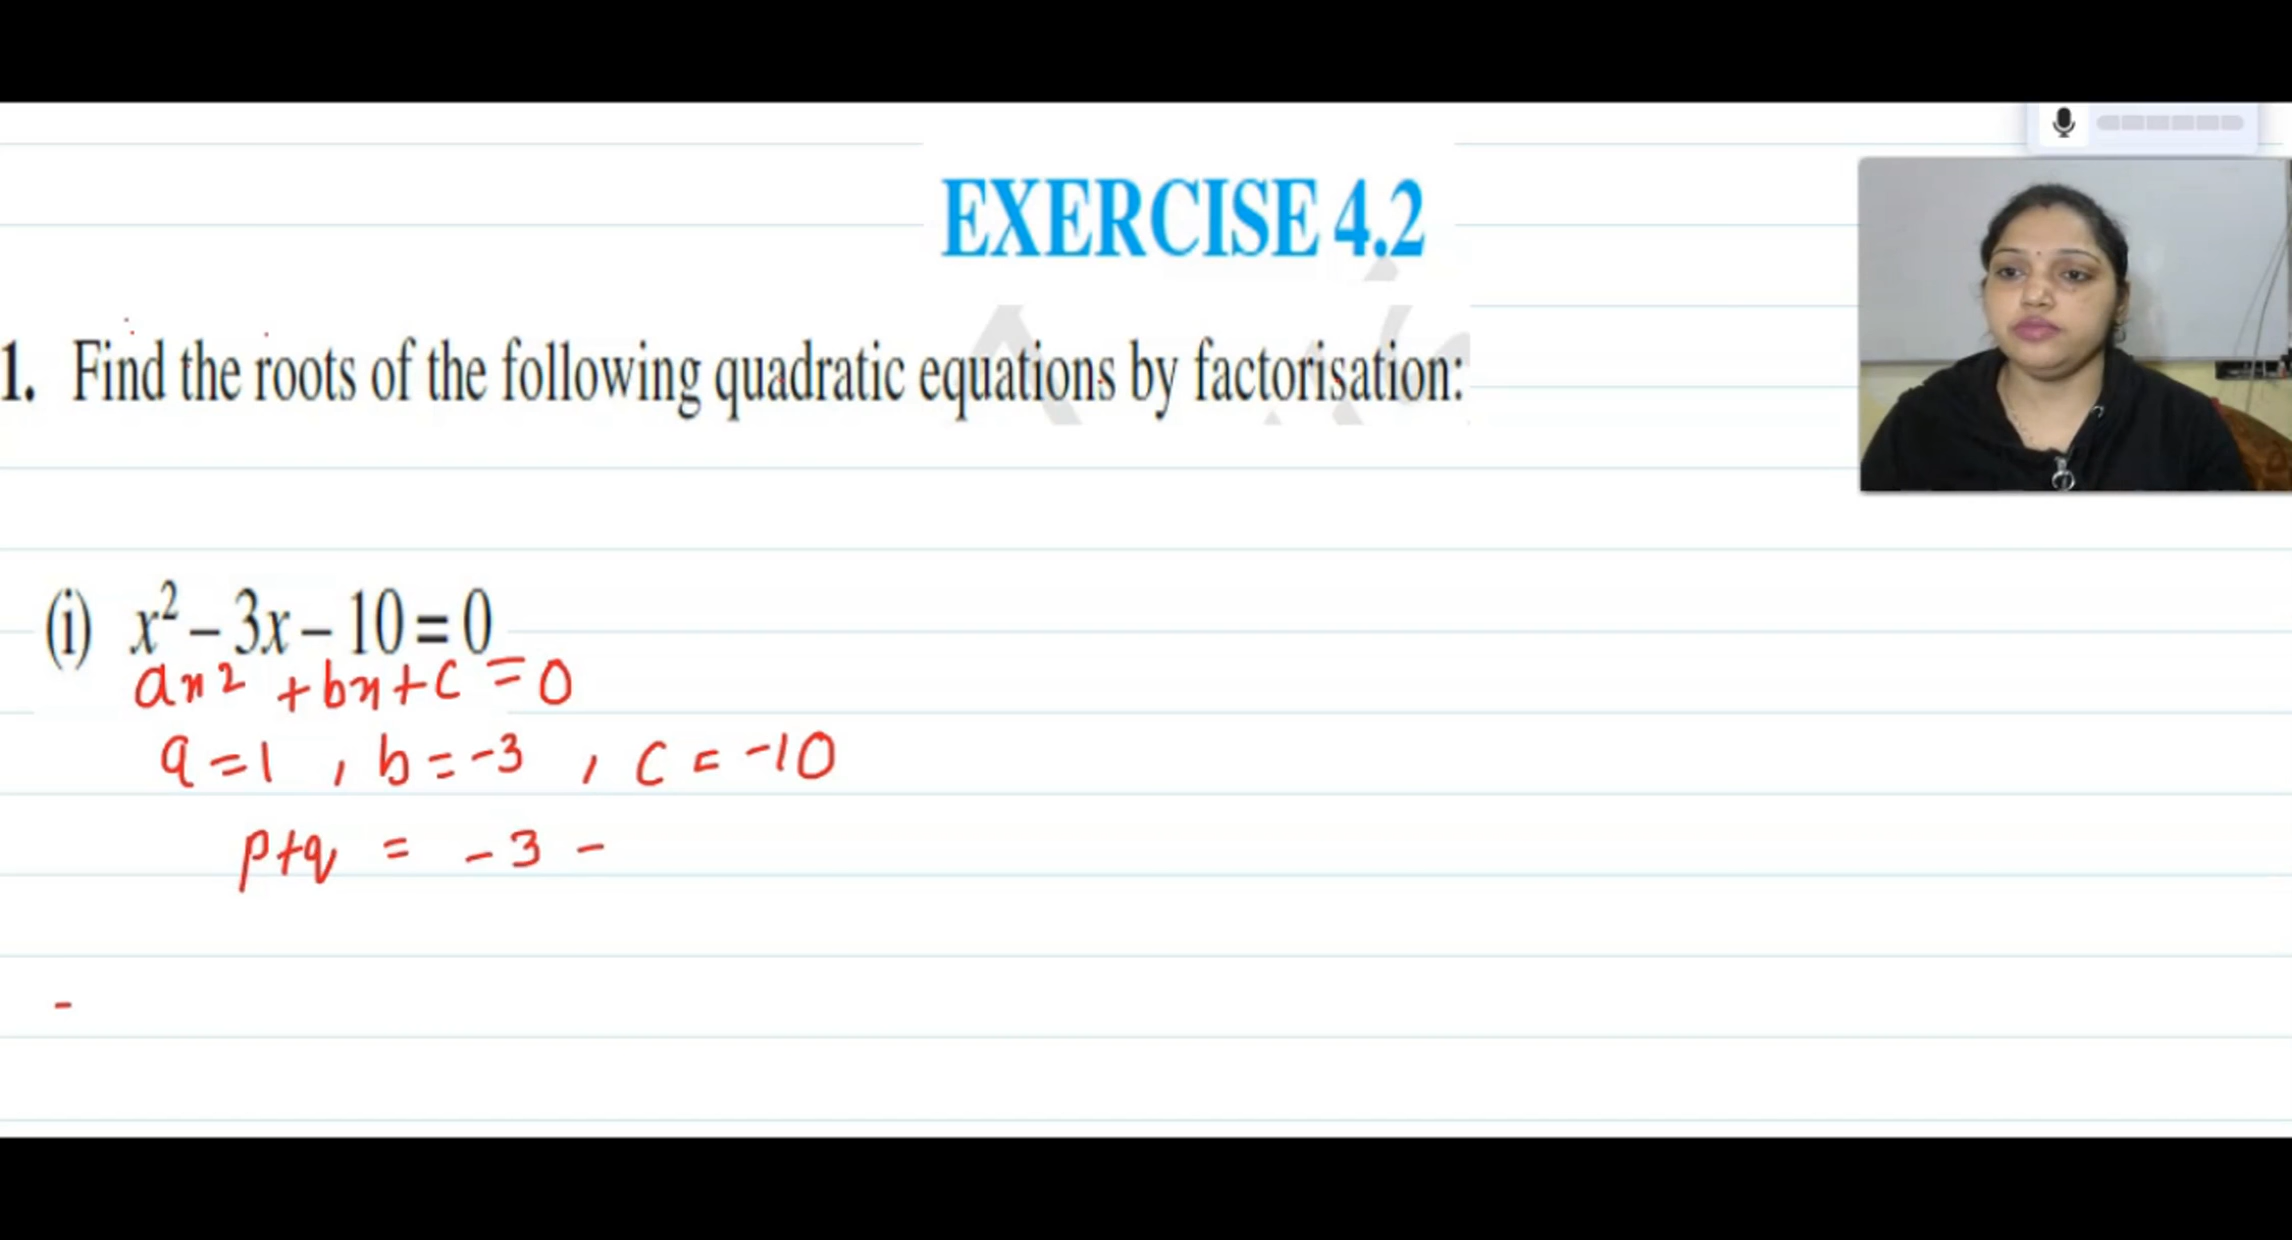 EXERCISE 4.2
1. Find the roots of the following quadratic equations by factorisation:
(i) x² – 3x – 10 = 0
ax² + bx + c = 0
a = 1 , b = -3 , c = -10
p+q = -3 -
-